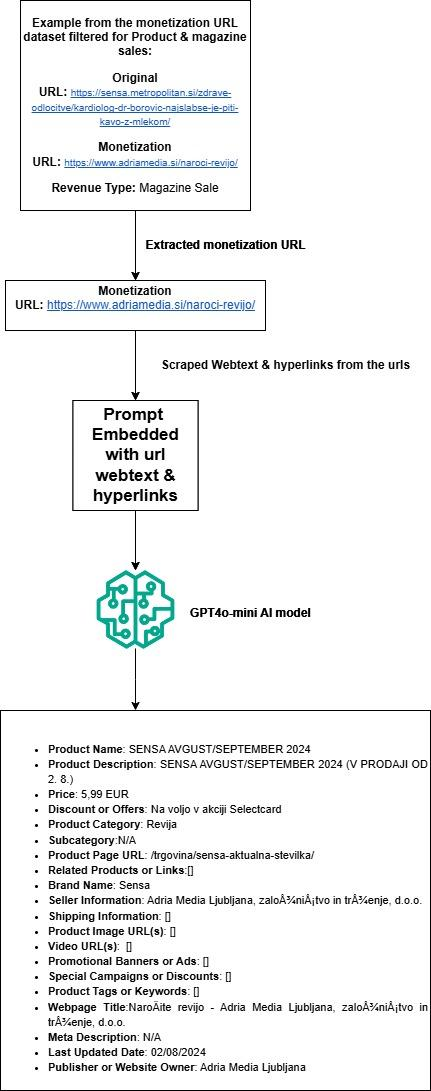 Example from the monetization URL
dataset filtered for Product & magazine
sales:
Original
URL: https://sensa.metropolitan.si/zdrave-
odlocitve/kardiolog-dr-borovic-najslabse-je-piti-
kavo-z-mlekom/
Monetization
URL: https://www.adriamedia.si/naroci-revijo/
Revenue Type: Magazine Sale
Extracted monetization URL
Monetization
URL: https://www.adriamedia.si/naroci-revijo/
Scraped Webtext & hyperlinks from the urls
Prompt
Embedded
with url
webtext &
hyperlinks
GPT4o-mini AI model
• Product Name: SENSA AVGUST/SEPTEMBER 2024
• Product Description: SENSA AVGUST/SEPTEMBER 2024 (V PRODAJI OD
2. 8.)
• Price: 5,99 EUR
• Discount or Offers: Na voljo v akciji Selectcard
• Product Category: Revija
• Subcategory:N/A
• Product Page URL: /trgovina/sensa-aktualna-stevilka/
• Related Products or Links:[]
• Brand Name: Sensa
• Seller Information: Adria Media Ljubljana, zaloÅ¾niÅ¡tvo in trÅ¾enje, d.o.o.
• Shipping Information: []
• Product Image URL(s): []
• Video URL(s): []
• Promotional Banners or Ads: []
• Special Campaigns or Discounts: []
• Product Tags or Keywords: []
• Webpage Title:NaroÄite revijo - Adria Media Ljubljana, zaloÅ¾niÅ¡tvo in
trÅ¾enje, d.o.o.
• Meta Description: N/A
• Last Updated Date: 02/08/2024
• Publisher or Website Owner: Adria Media Ljubljana